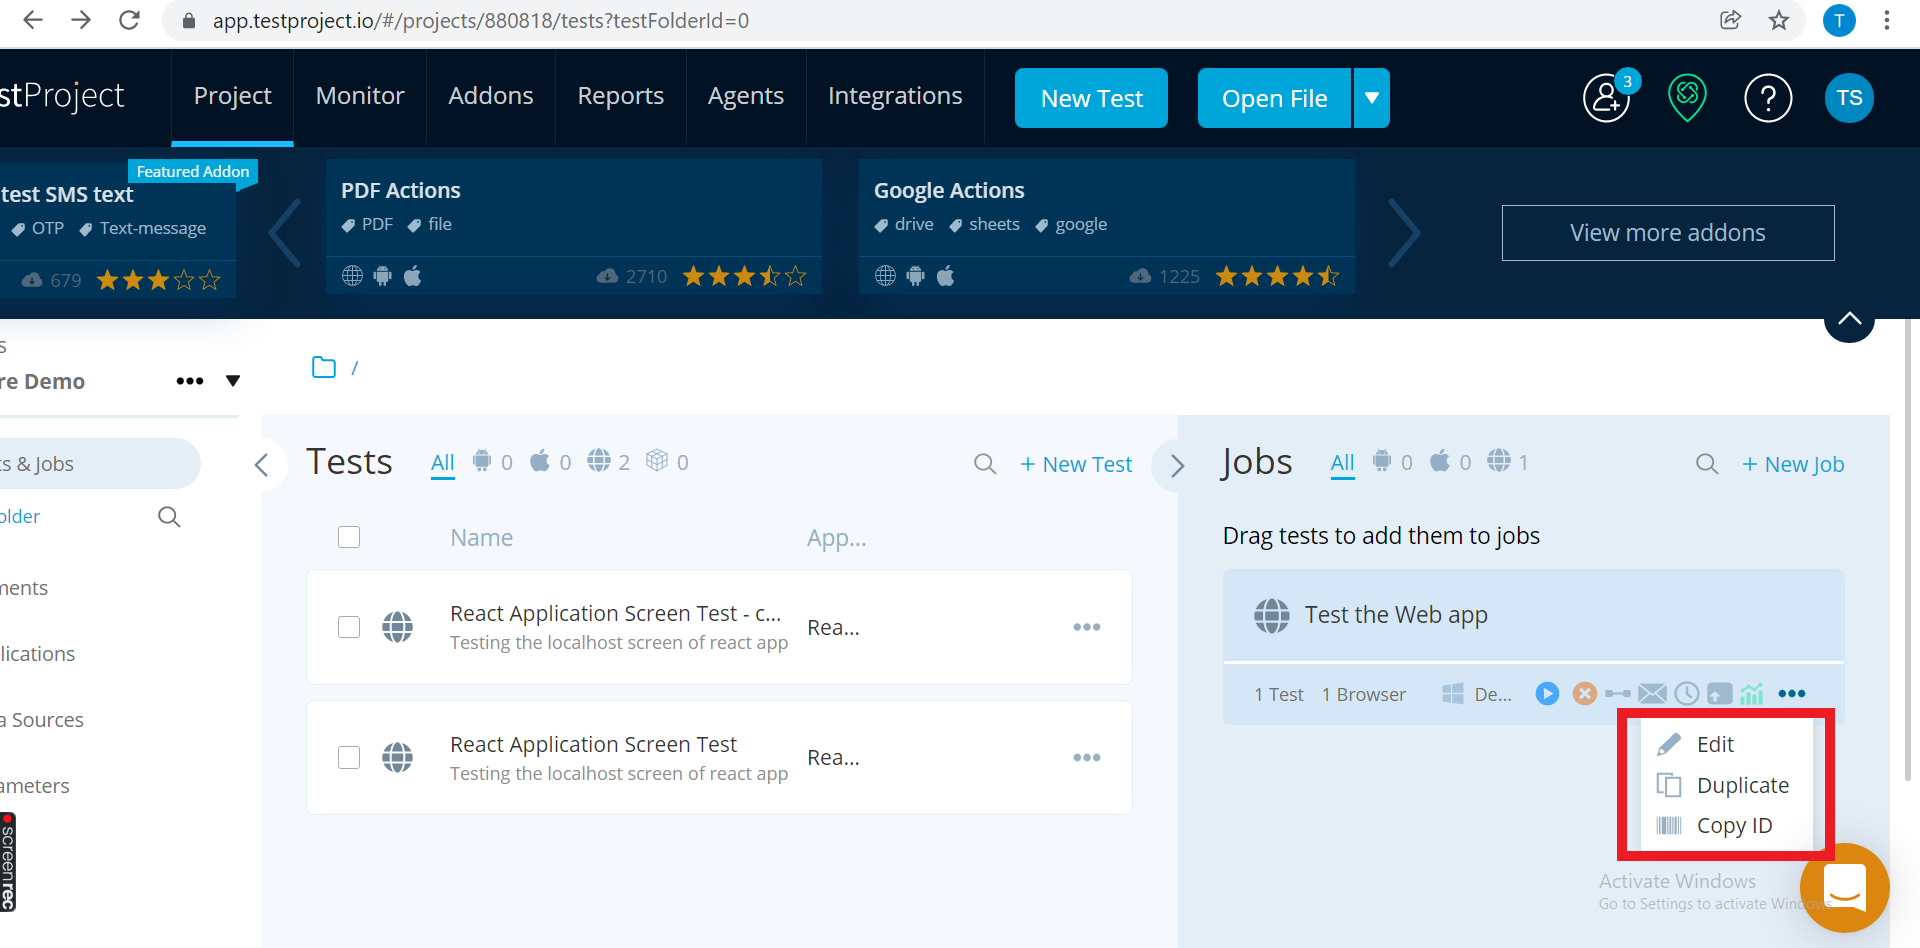 app.testproject.io/#/projects/880818/tests?testFolderId=0
T
stProject
Project
Monitor
Addons
Reports
Agents
Integrations
New Test
Open File
3
?
TS
Featured Addon
test SMS text
OTP
Text-message
679
PDF Actions
PDF
file
2710
Google Actions
drive
sheets
google
1225
View more addons
s
re Demo
/
s & Jobs
older
ments
lications
a Sources
ameters
screenrec
Tests
All
0
0
2
0
+ New Test
Name
App...
React Application Screen Test - c...
Testing the localhost screen of react app
Rea...
React Application Screen Test
Testing the localhost screen of react app
Rea...
Jobs
All
0
0
1
+ New Job
Drag tests to add them to jobs
Test the Web app
1 Test
1 Browser
De...
Edit
Duplicate
Copy ID
Activate Windows
Go to Settings to activate Windows.